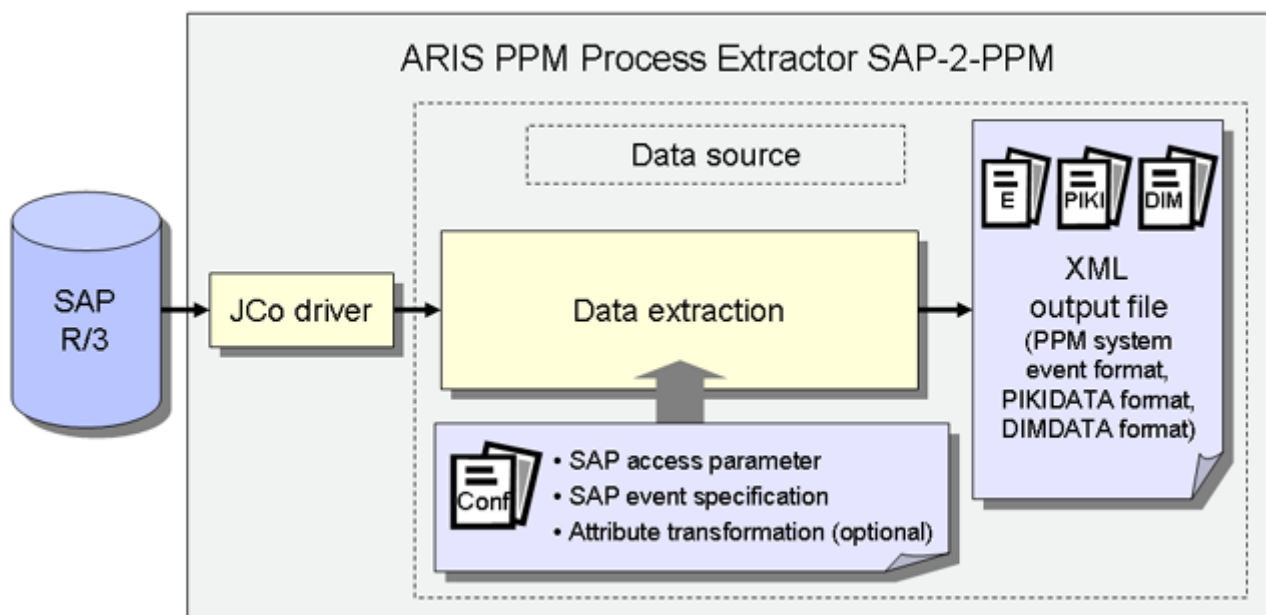 ARIS PPM Process Extractor SAP-2-PPM
Data source
E
PIKI
DIM
XML
output file
(PPM system
event format,
PIKIDATA format,
DIMDATA format)
SAP
R/3
JCo driver
Data extraction
Conf
• SAP access parameter
• SAP event specification
• Attribute transformation (optional)